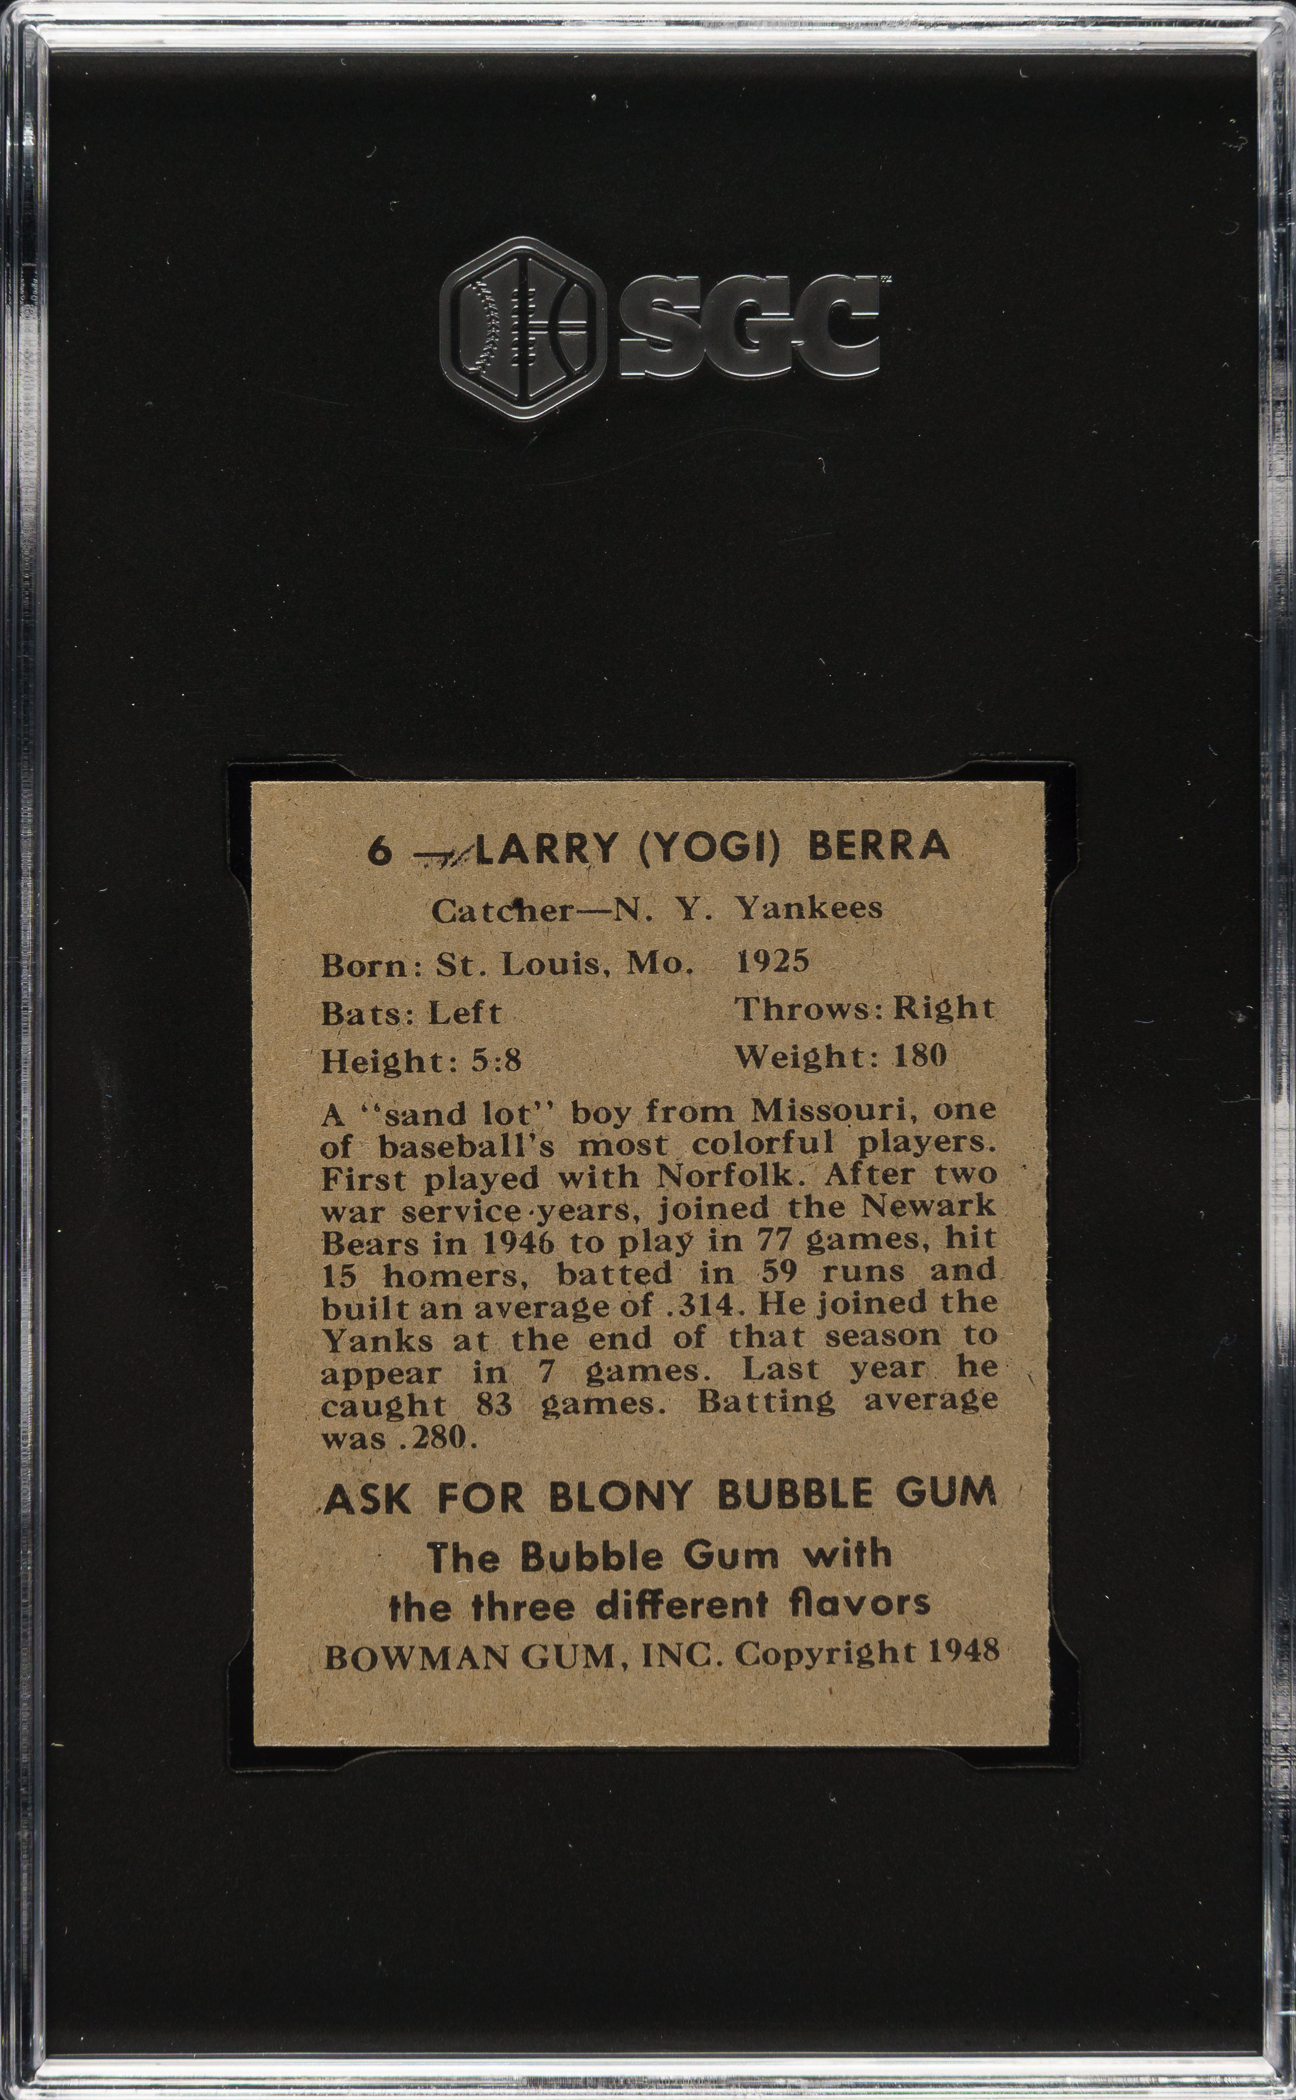 SGC
6 — LARRY (YOGI) BERRA
Catcher—N. Y. Yankees
Born: St. Louis, Mo. 1925
Bats: Left Throws: Right
Height: 5:8 Weight: 180
A "sand lot" boy from Missouri, one
of baseball's most colorful players.
First played with Norfolk. After two
war service years, joined the Newark
Bears in 1946 to play in 77 games, hit
15 homers, batted in 59 runs and
built an average of .314. He joined the
Yanks at the end of that season to
appear in 7 games. Last year he
caught 83 games. Batting average
was .280.
ASK FOR BLONY BUBBLE GUM
The Bubble Gum with
the three different flavors
BOWMAN GUM, INC. Copyright 1948